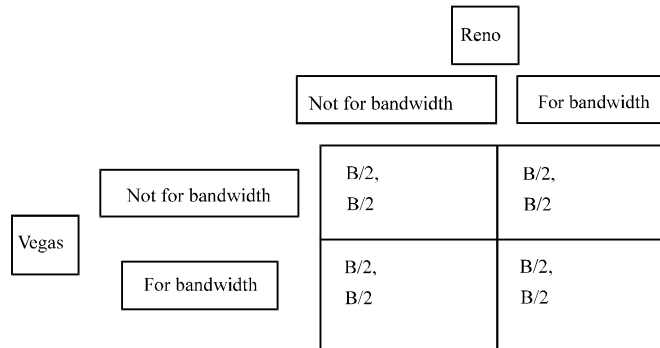 Reno
Not for bandwidth
For bandwidth
Not for bandwidth
B/2,
B/2,
B/2
B/2
Vegas
For bandwidth
B/2,
B/2,
B/2
B/2